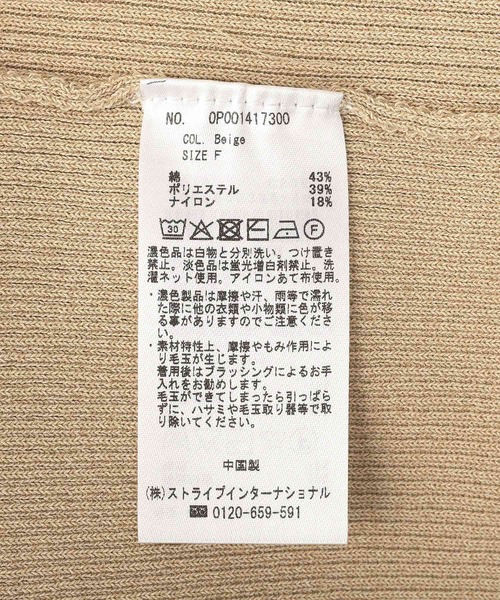 NO. 0P001417300
COL. Beige
SIZE F
綿 43%
ポリエステル 39%
ナイロン 18%
30 F
濃色品は白物と分別洗い。つけ置き
禁止。淡色品は蛍光増白剤禁止。洗
濯ネット使用。アイロンあて布使用。
・濃色製品は摩擦や汗、雨等で濡れ
た際に他の衣類や小物類に色が移
る事がありますのでご注意くださ
い。
・素材特性上、摩擦やもみ作用によ
り毛玉が生じます。
着用後はブラッシングによるお手
入れをお勧めします。
毛玉ができてしまったら引っぱら
ずに、ハサミや毛玉取り器等で取
り除いてください。
中国製
(株)ストライプインターナショナル
0120-659-591